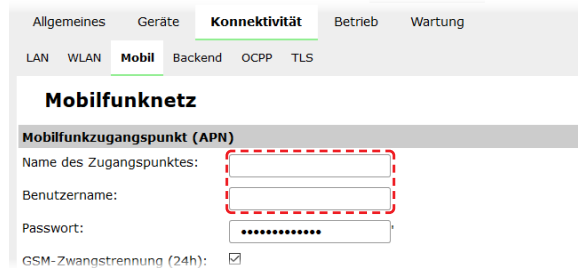 Allgemeines Geräte Konnektivität Betrieb Wartung
LAN WLAN Mobil Backend OCPP TLS
Mobilfunknetz
Mobilfunkzugangspunkt (APN)
Name des Zugangspunktes:
Benutzername:
Passwort: •••••••••••••
GSM-Zwangstrennung (24h):